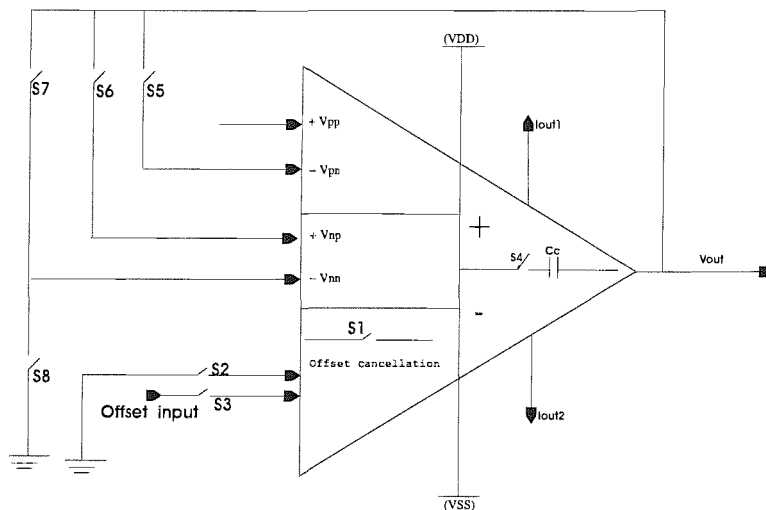 (VDD)
S7
S6
S5
Iout1
+ Vpp
- Vpn
+ Vnp
+
S4
Cc
Vout
- Vnn
-
S1
Offset cancellation
S8
S2
S3
Offset input
Iout2
(VSS)